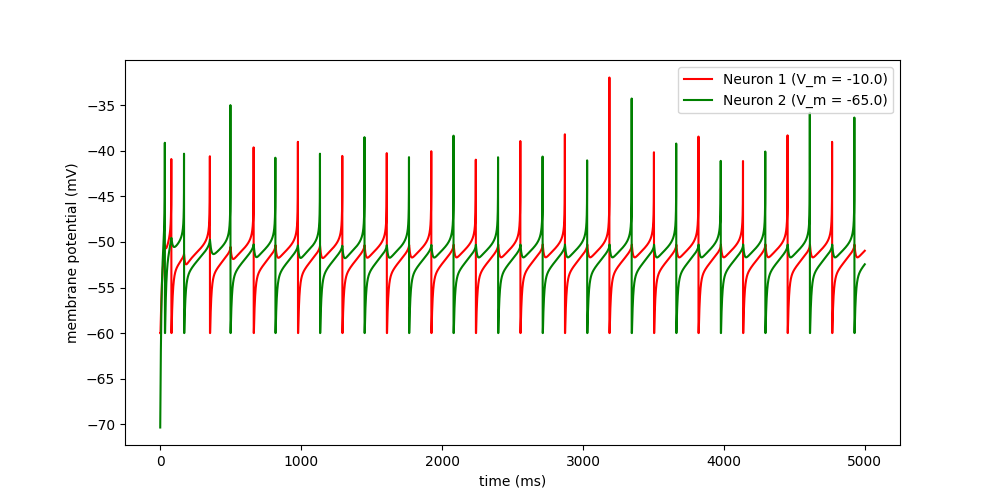 Neuron 1 (V_m = -10.0)
Neuron 2 (V_m = -65.0)
membrane potential (mV)
−35
−40
−45
−50
−55
−60
−65
−70
0 1000 2000 3000 4000 5000
time (ms)